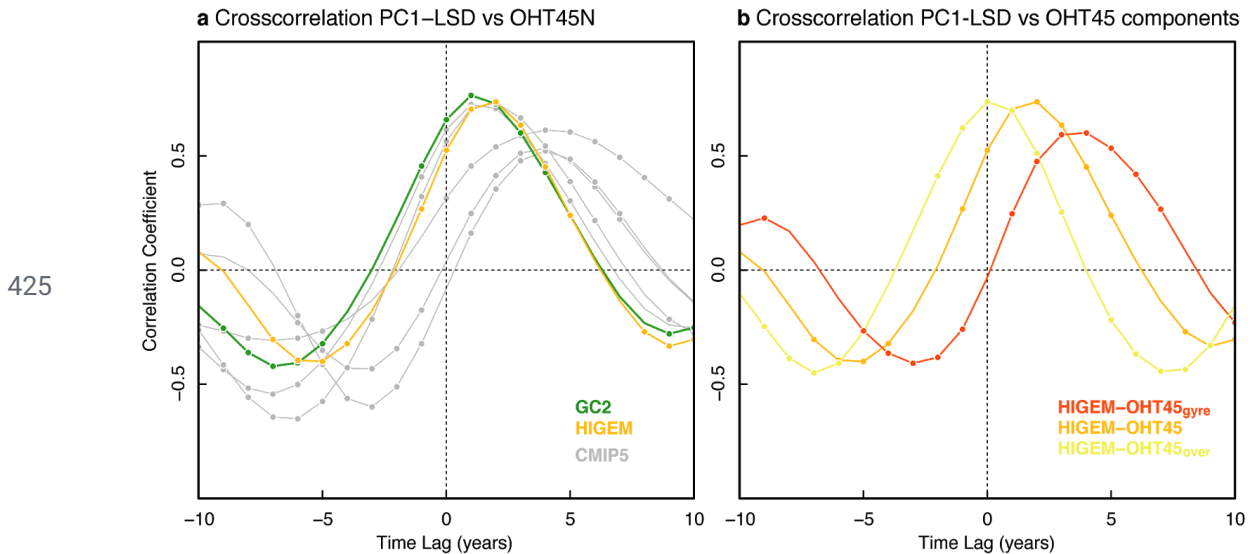 a Crosscorrelation PC1–LSD vs OHT45N
b Crosscorrelation PC1-LSD vs OHT45 components
425
Correlation Coefficient
0.5
0.0
−0.5
GC2
HIGEM
CMIP5
−10 −5 0 5 10
Time Lag (years)
0.5
0.0
−0.5
HIGEM–OHT45gyre
HIGEM–OHT45
HIGEM–OHT45over
−10 −5 0 5 10
Time Lag (years)